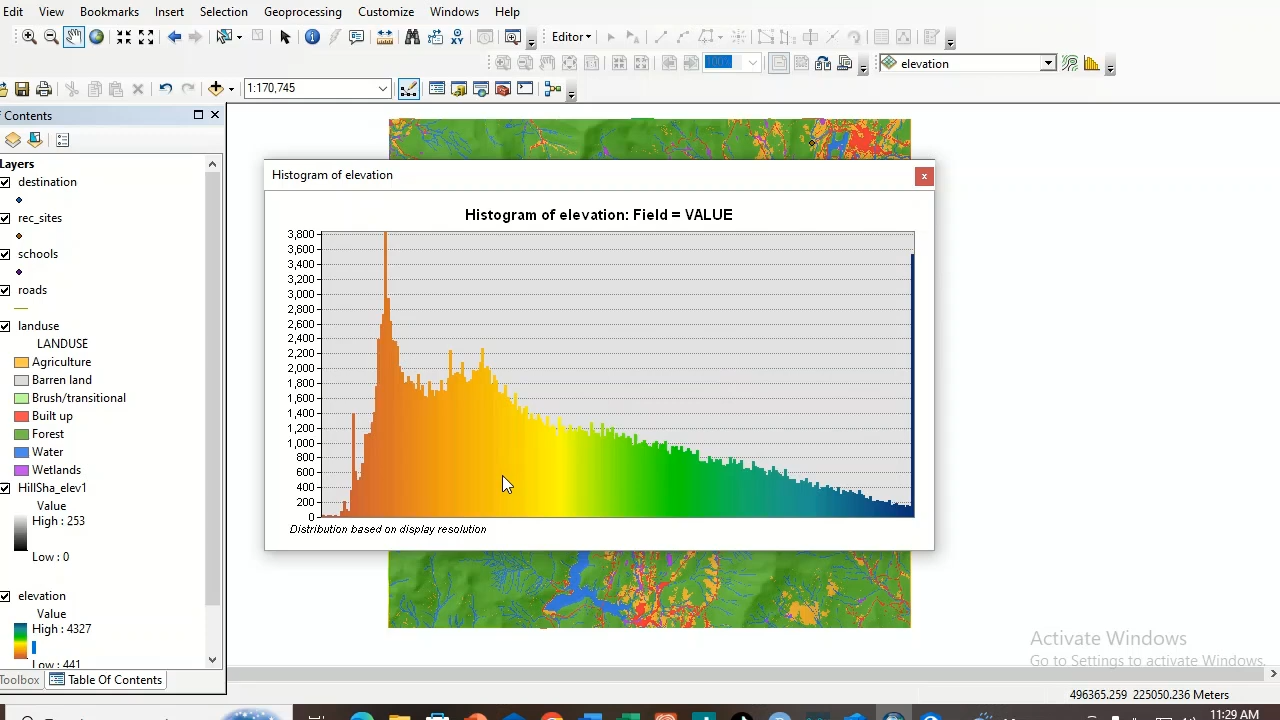 Edit View Bookmarks Insert Selection Geoprocessing Customize Windows Help
Editor
elevation
1:170,745
f Contents
Layers
destination
rec_sites
schools
roads
landuse
LANDUSE
Agriculture
Barren land
Brush/transitional
Built up
Forest
Water
Wetlands
HillSha_elev1
Value
High : 253
Low : 0
elevation
Value
High : 4327
Low : 441
Toolbox Table Of Contents
Histogram of elevation
Histogram of elevation: Field = VALUE
3,800
3,600
3,400
3,200
3,000
2,800
2,600
2,400
2,200
2,000
1,800
1,600
1,400
1,200
1,000
800
600
400
200
0
Distribution based on display resolution
Activate Windows
Go to Settings to activate Windows.
496365.259 225050.236 Meters
11:29 AM